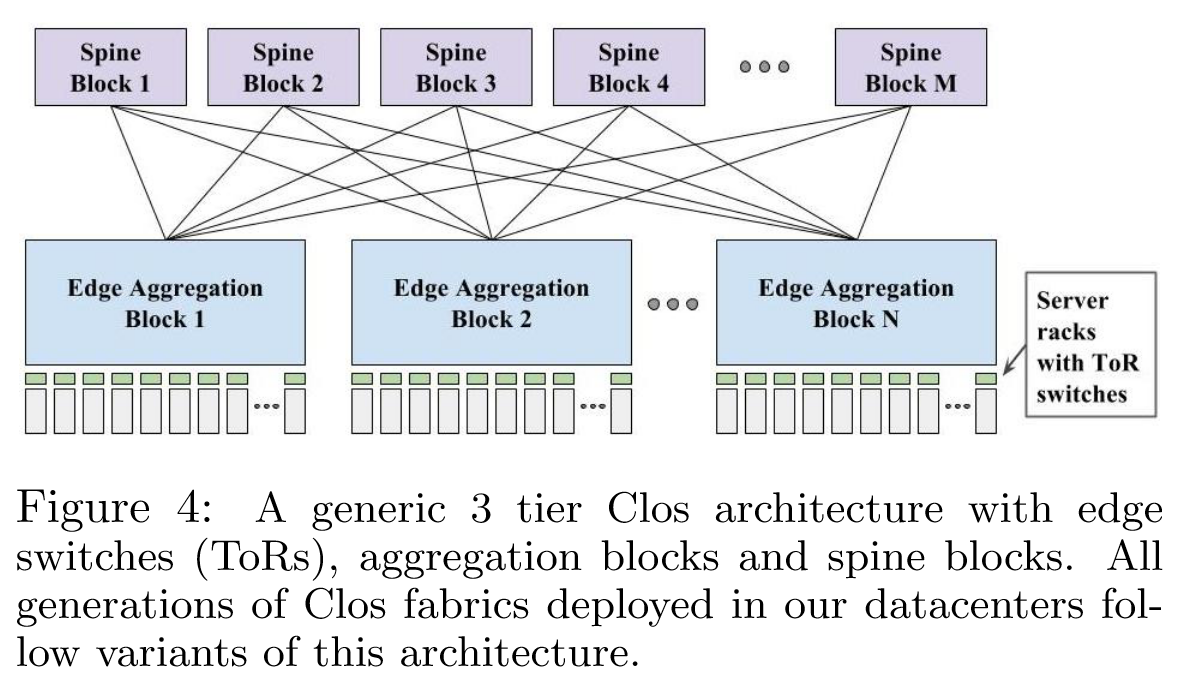 Spine Block 1
Spine Block 2
Spine Block 3
Spine Block 4
Spine Block M
Edge Aggregation Block 1
Edge Aggregation Block 2
Edge Aggregation Block N
Server
racks
with ToR
switches
Figure 4: A generic 3 tier Clos architecture with edge
switches (ToRs), aggregation blocks and spine blocks. All
generations of Clos fabrics deployed in our datacenters fol-
low variants of this architecture.